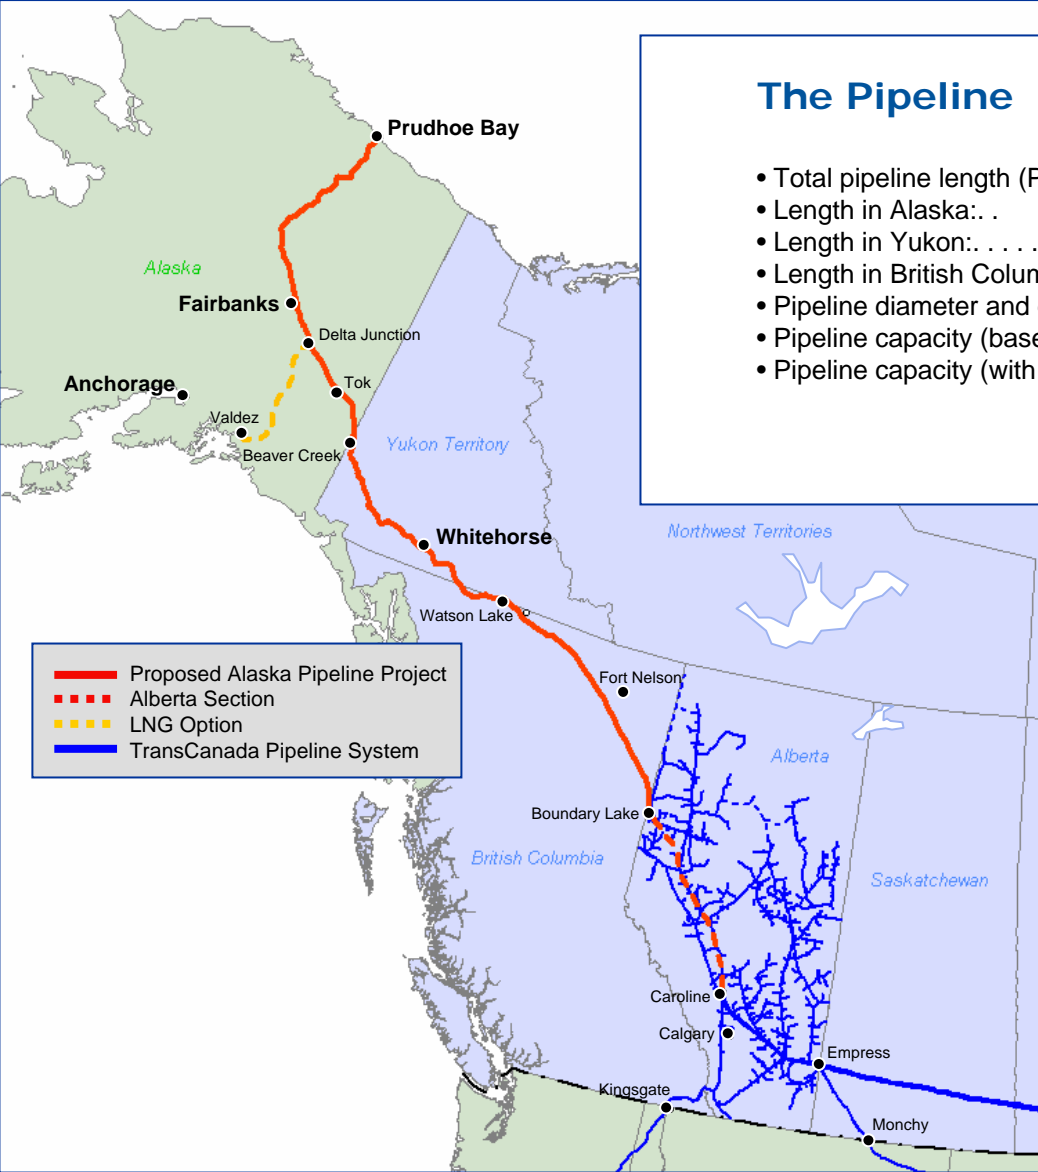 The Pipeline
• Total pipeline length (P
• Length in Alaska:. .
• Length in Yukon:. . . . .
• Length in British Colum
• Pipeline diameter and
• Pipeline capacity (base
• Pipeline capacity (with
Prudhoe Bay
Alaska
Fairbanks
Delta Junction
Anchorage
Tok
Valdez
Beaver Creek
Yukon Territory
Northwest Territories
Whitehorse
Watson Lake
Proposed Alaska Pipeline Project
Alberta Section
LNG Option
TransCanada Pipeline System
Fort Nelson
Alberta
Boundary Lake
British Columbia
Saskatchewan
Caroline
Calgary
Empress
Kingsgate
Monchy